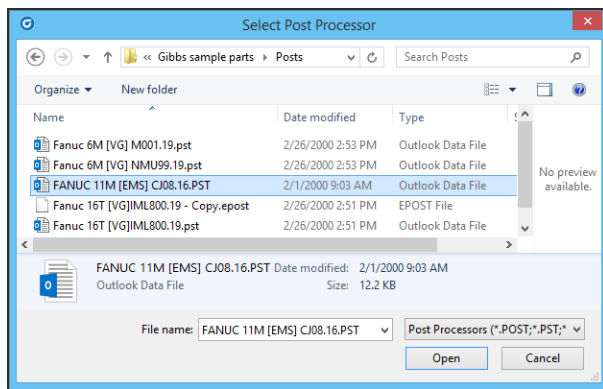 Select Post Processor
« Gibbs sample parts Posts Search Posts
Organize New folder
Name Date modified Type
Fanuc 6M [VG] M001.19.pst 2/26/2000 2:53 PM Outlook Data File
Fanuc 6M [VG] NMU99.19.pst 2/26/2000 2:53 PM Outlook Data File
FANUC 11M [EMS] CJ08.16.PST 2/1/2000 9:03 AM Outlook Data File
Fanuc 16T [VG]IML800.19 - Copy.epost 2/26/2000 2:51 PM EPOST File
Fanuc 16T [VG]IML800.19.pst 2/26/2000 2:51 PM Outlook Data File
No preview
available.
FANUC 11M [EMS] CJ08.16.PST Date modified: 2/1/2000 9:03 AM
Outlook Data File Size: 12.2 KB
File name: FANUC 11M [EMS] CJ08.16.PST Post Processors (*.POST;*.PST;*
Open Cancel